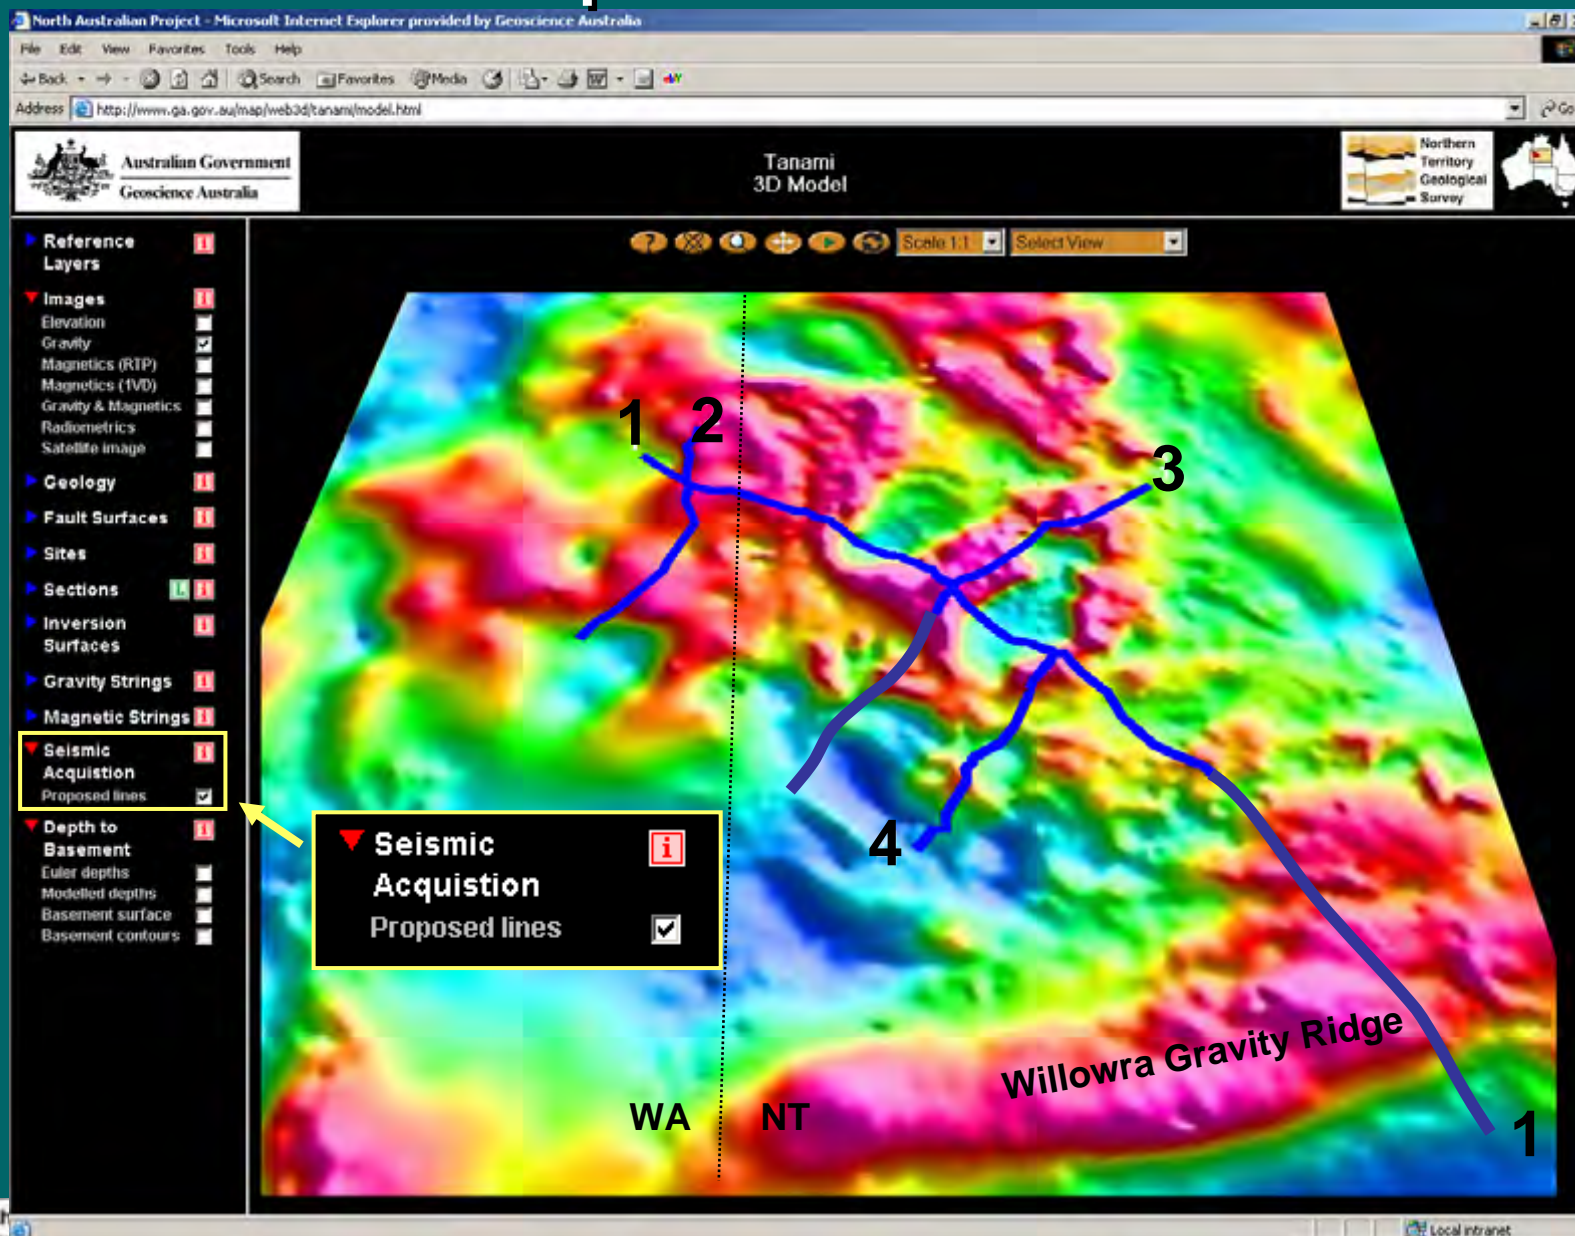 North Australian Project - Microsoft Internet Explorer provided by Geoscience Australia
File Edit View Favorites Tools Help
Back Search Favorites Media
Address http://www.ga.gov.au/map/web3d/tanami/model.html Go
Australian Government
Geoscience Australia
Tanami
3D Model
Northern
Territory
Geological
Survey
Scale 1:1 Select View
Reference
Layers
Images
Elevation
Gravity
Magnetics (RTP)
Magnetics (1VD)
Gravity & Magnetics
Radiometrics
Satellite image
Geology
Fault Surfaces
Sites
Sections
Inversion
Surfaces
Gravity Strings
Magnetic Strings
Seismic
Acquistion
Proposed lines
Depth to
Basement
Euler depths
Modelled depths
Basement surface
Basement contours
1 2
3
4
Seismic
Acquistion
Proposed lines
Willowra Gravity Ridge
WA NT
1
Local intranet